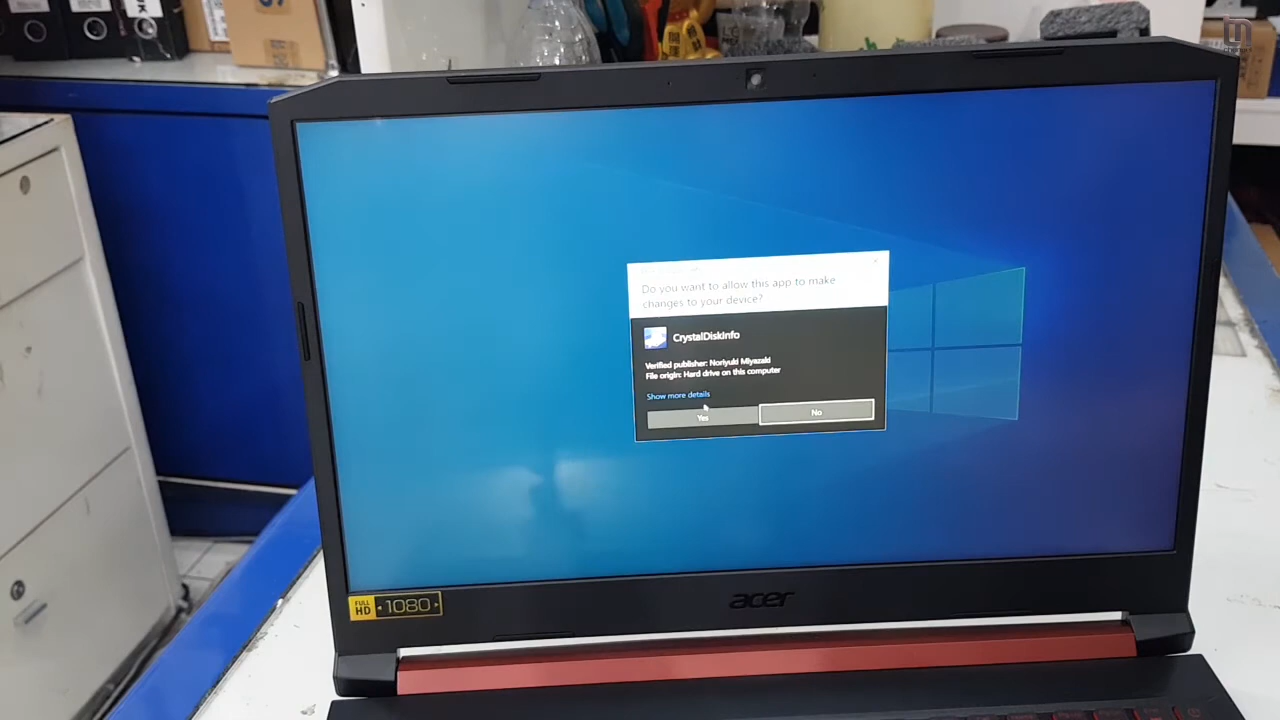 Do you want to allow this app to make
changes to your device?
CrystalDiskInfo
Verified publisher: Noriyuki Miyazaki
File origin: Hard drive on this computer
Show more details
Yes
No
FULL
HD
1080
acer